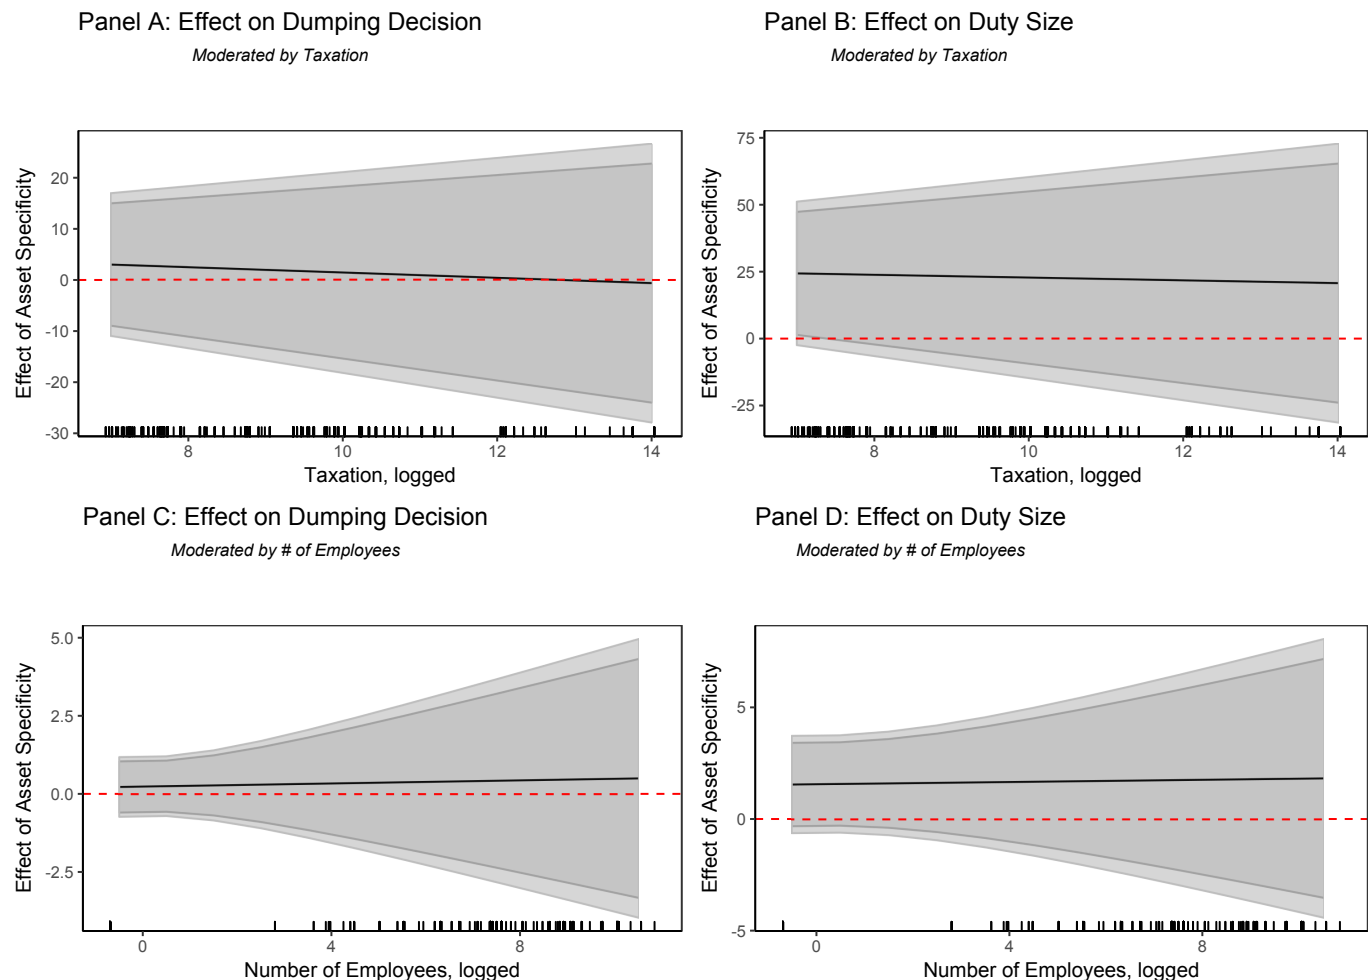 Panel A: Effect on Dumping Decision
Moderated by Taxation
Effect of Asset Specificity
20
10
0
-10
-20
-30
8
10
12
14
Taxation, logged
Panel B: Effect on Duty Size
Moderated by Taxation
Effect of Asset Specificity
75
50
25
0
-25
8
10
12
14
Taxation, logged
Panel C: Effect on Dumping Decision
Moderated by # of Employees
Effect of Asset Specificity
5.0
2.5
0.0
-2.5
0
4
8
Number of Employees, logged
Panel D: Effect on Duty Size
Moderated by # of Employees
Effect of Asset Specificity
5
0
-5
0
4
8
Number of Employees, logged